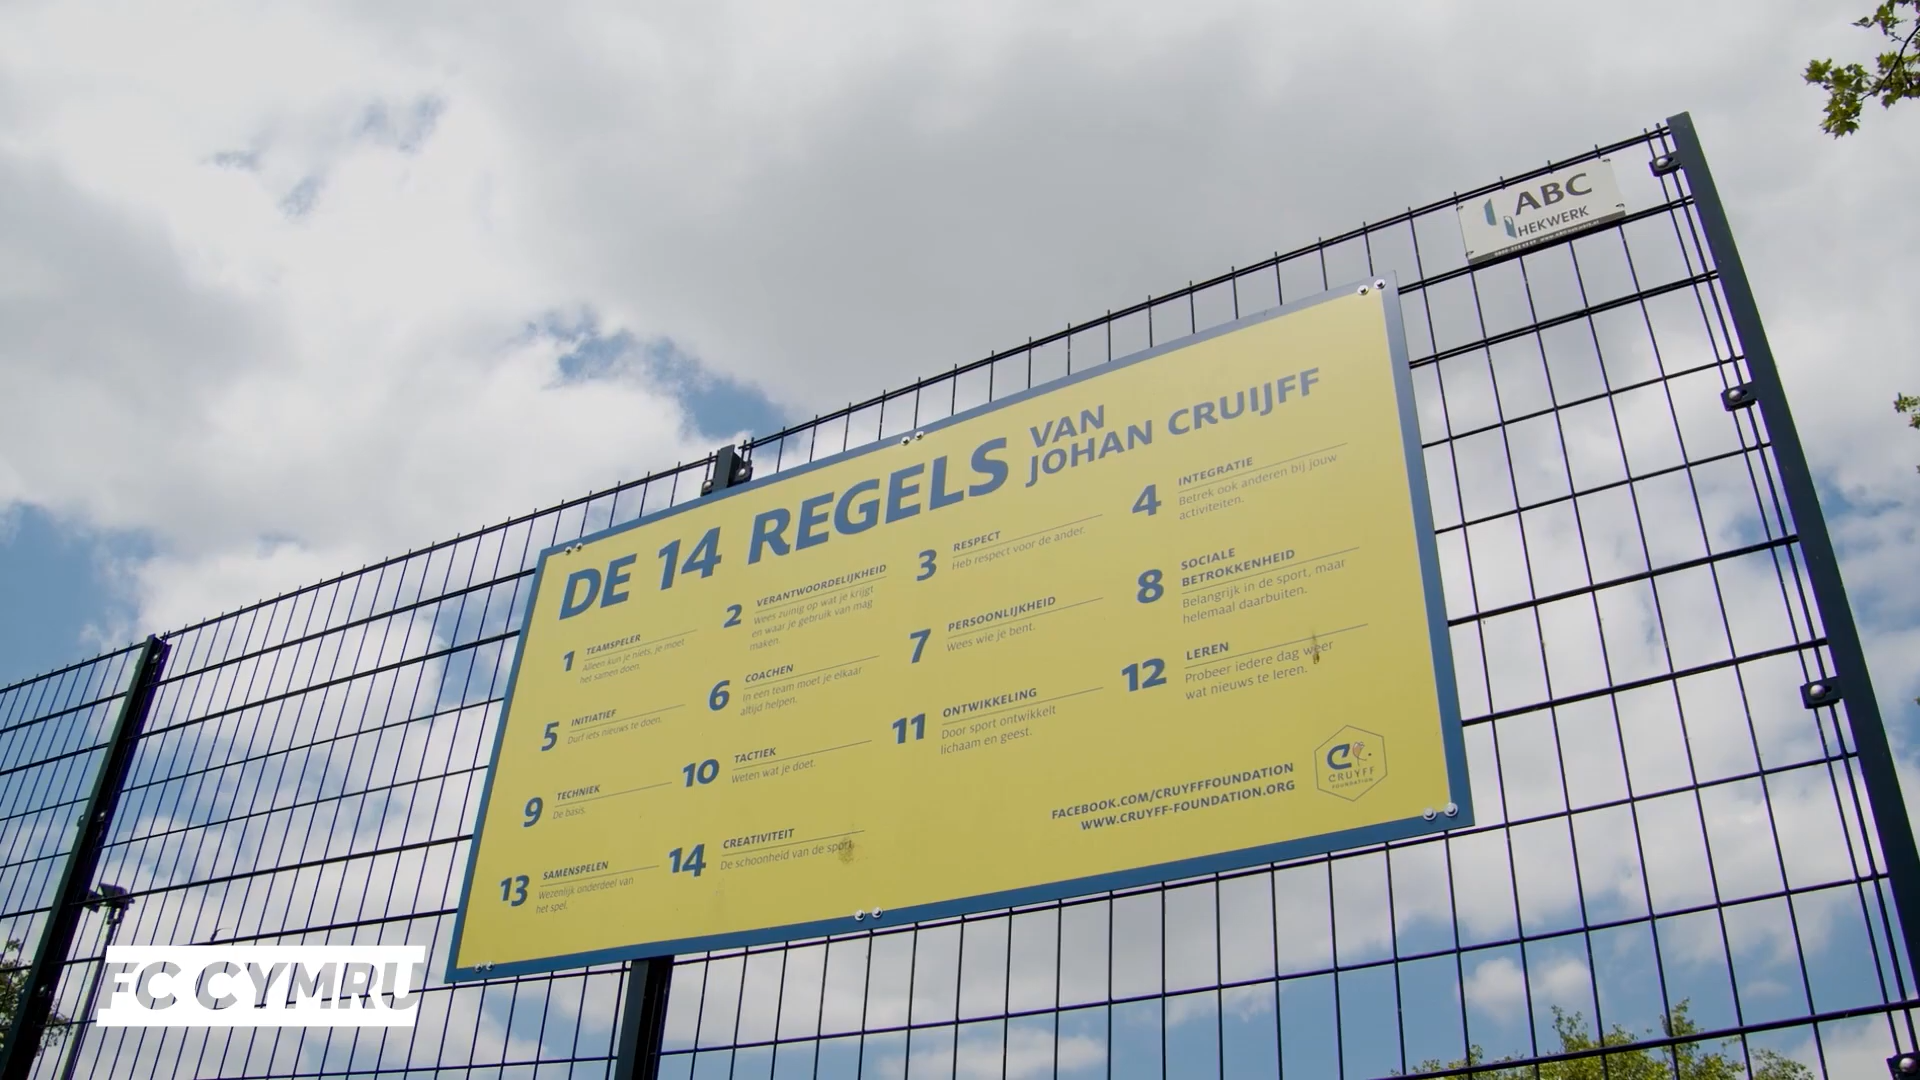 ABC
HEKWERK
DE 14 REGELS
VAN
JOHAN CRUIJFF
1 TEAMSPELER
Alleen kun je niets, je moet
het samen doen.
2 VERANTWOORDELIJKHEID
Wees zuinig op wat je krijgt
en waar je gebruik van mag
maken.
3 RESPECT
Heb respect voor de ander.
4 INTEGRATIE
Betrek ook anderen bij jouw
activiteiten.
5 INITIATIEF
Durf iets nieuws te doen.
6 COACHEN
In een team moet je elkaar
altijd helpen.
7 PERSOONLIJKHEID
Wees wie je bent.
8 SOCIALE
BETROKKENHEID
Belangrijk in de sport, maar
helemaal daarbuiten.
9 TECHNIEK
De basis.
10 TACTIEK
Weten wat je doet.
11 ONTWIKKELING
Door sport ontwikkelt
lichaam en geest.
12 LEREN
Probeer iedere dag weer
wat nieuws te leren.
13 SAMENSPELEN
Wezenlijk onderdeel van
het spel.
14 CREATIVITEIT
De schoonheid van de sport.
FACEBOOK.COM/CRUYFFFOUNDATION
WWW.CRUYFF-FOUNDATION.ORG
CRUYFF
FOUNDATION
FC CYMRU